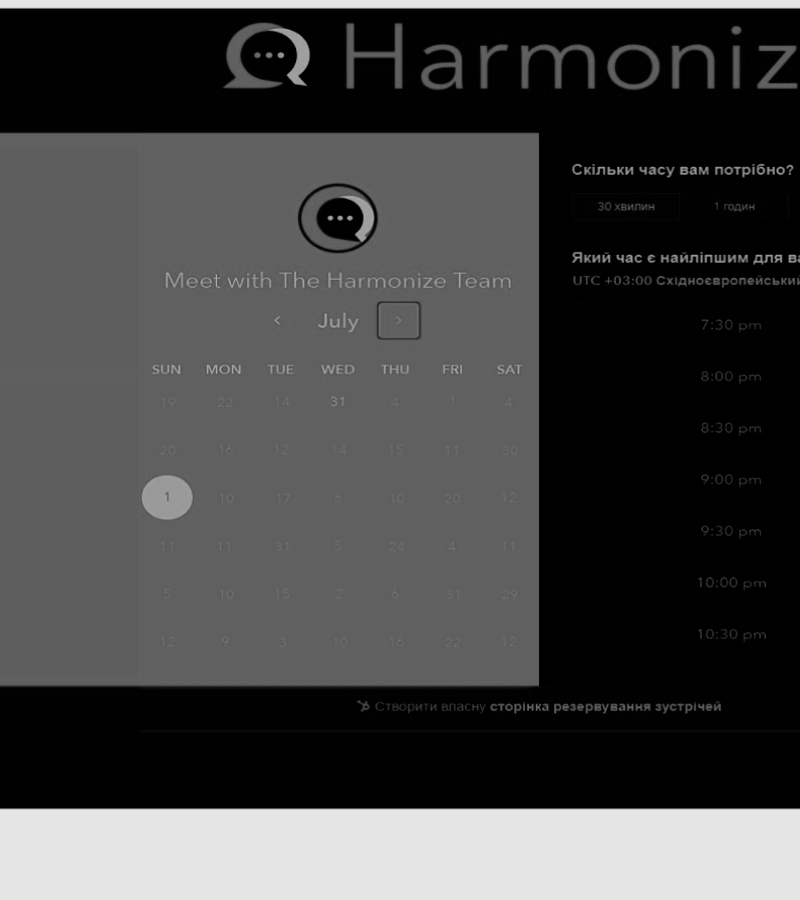 Harmoniz
Meet with The Harmonize Team
July
SUN MON TUE WED THU FRI SAT
19 22 14 31 4 1 4
20 16 12 14 15 11 30
1 10 17 6 10 20 12
11 11 31 5 24 4 11
5 10 15 2 6 31 29
12 9 3 10 16 22 12
Скільки часу вам потрібно?
30 хвилин 1 годин
Який час є найліпшим для ва
UTC +03:00 Східноєвропейський
7:30 pm
8:00 pm
8:30 pm
9:00 pm
9:30 pm
10:00 pm
10:30 pm
Створити власну сторінка резервування зустрічей